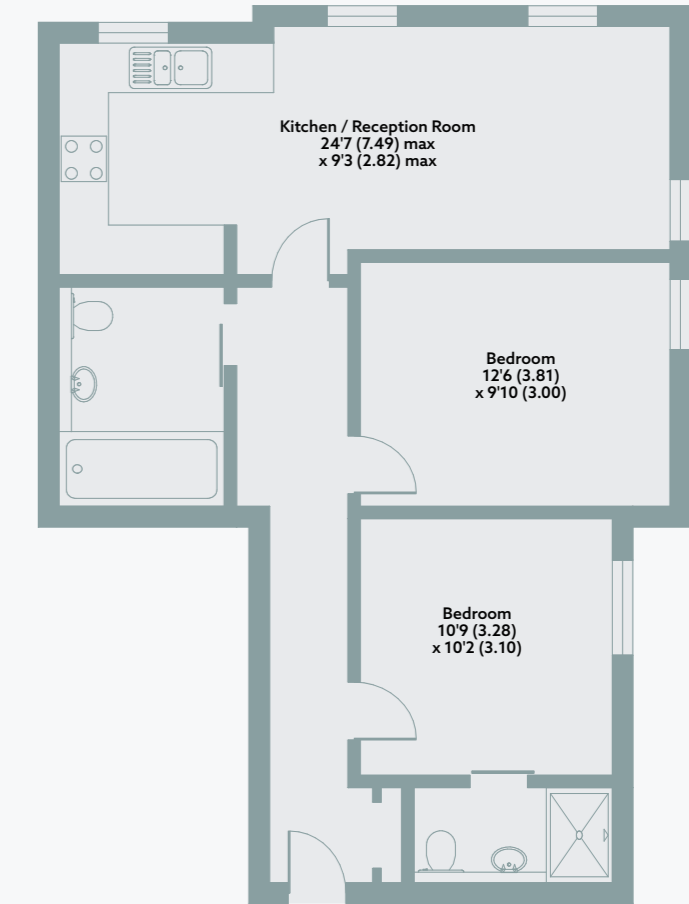 Kitchen / Reception Room
24'7 (7.49) max
x 9'3 (2.82) max
Bedroom
12'6 (3.81)
x 9'10 (3.00)
Bedroom
10'9 (3.28)
x 10'2 (3.10)